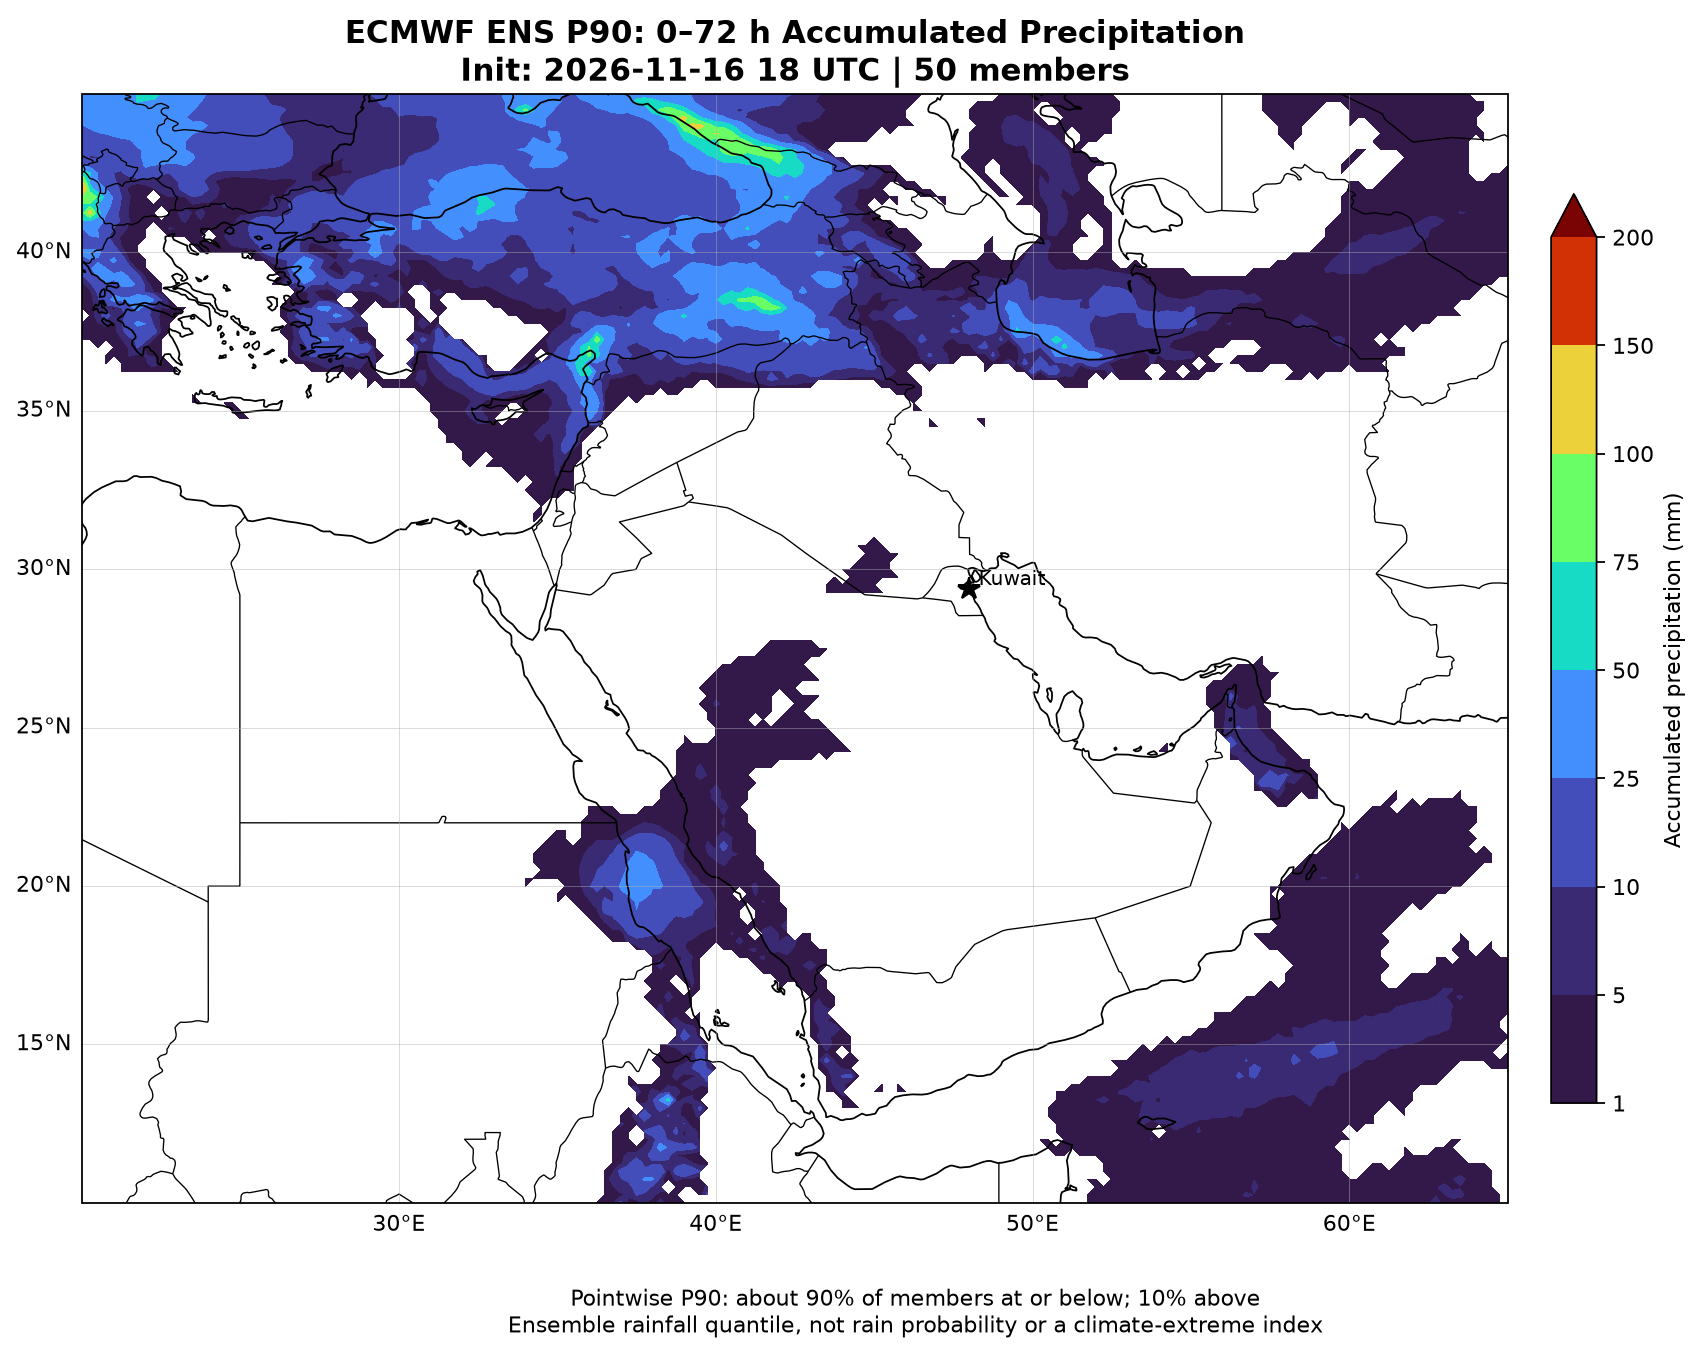 ECMWF ENS P90: 0–72 h Accumulated Precipitation
Init: 2026-11-16 18 UTC | 50 members
40°N
35°N
30°N
25°N
20°N
15°N
30°E
40°E
50°E
60°E
Kuwait
200
150
100
75
50
25
10
5
1
Accumulated precipitation (mm)
Pointwise P90: about 90% of members at or below; 10% above
Ensemble rainfall quantile, not rain probability or a climate-extreme index